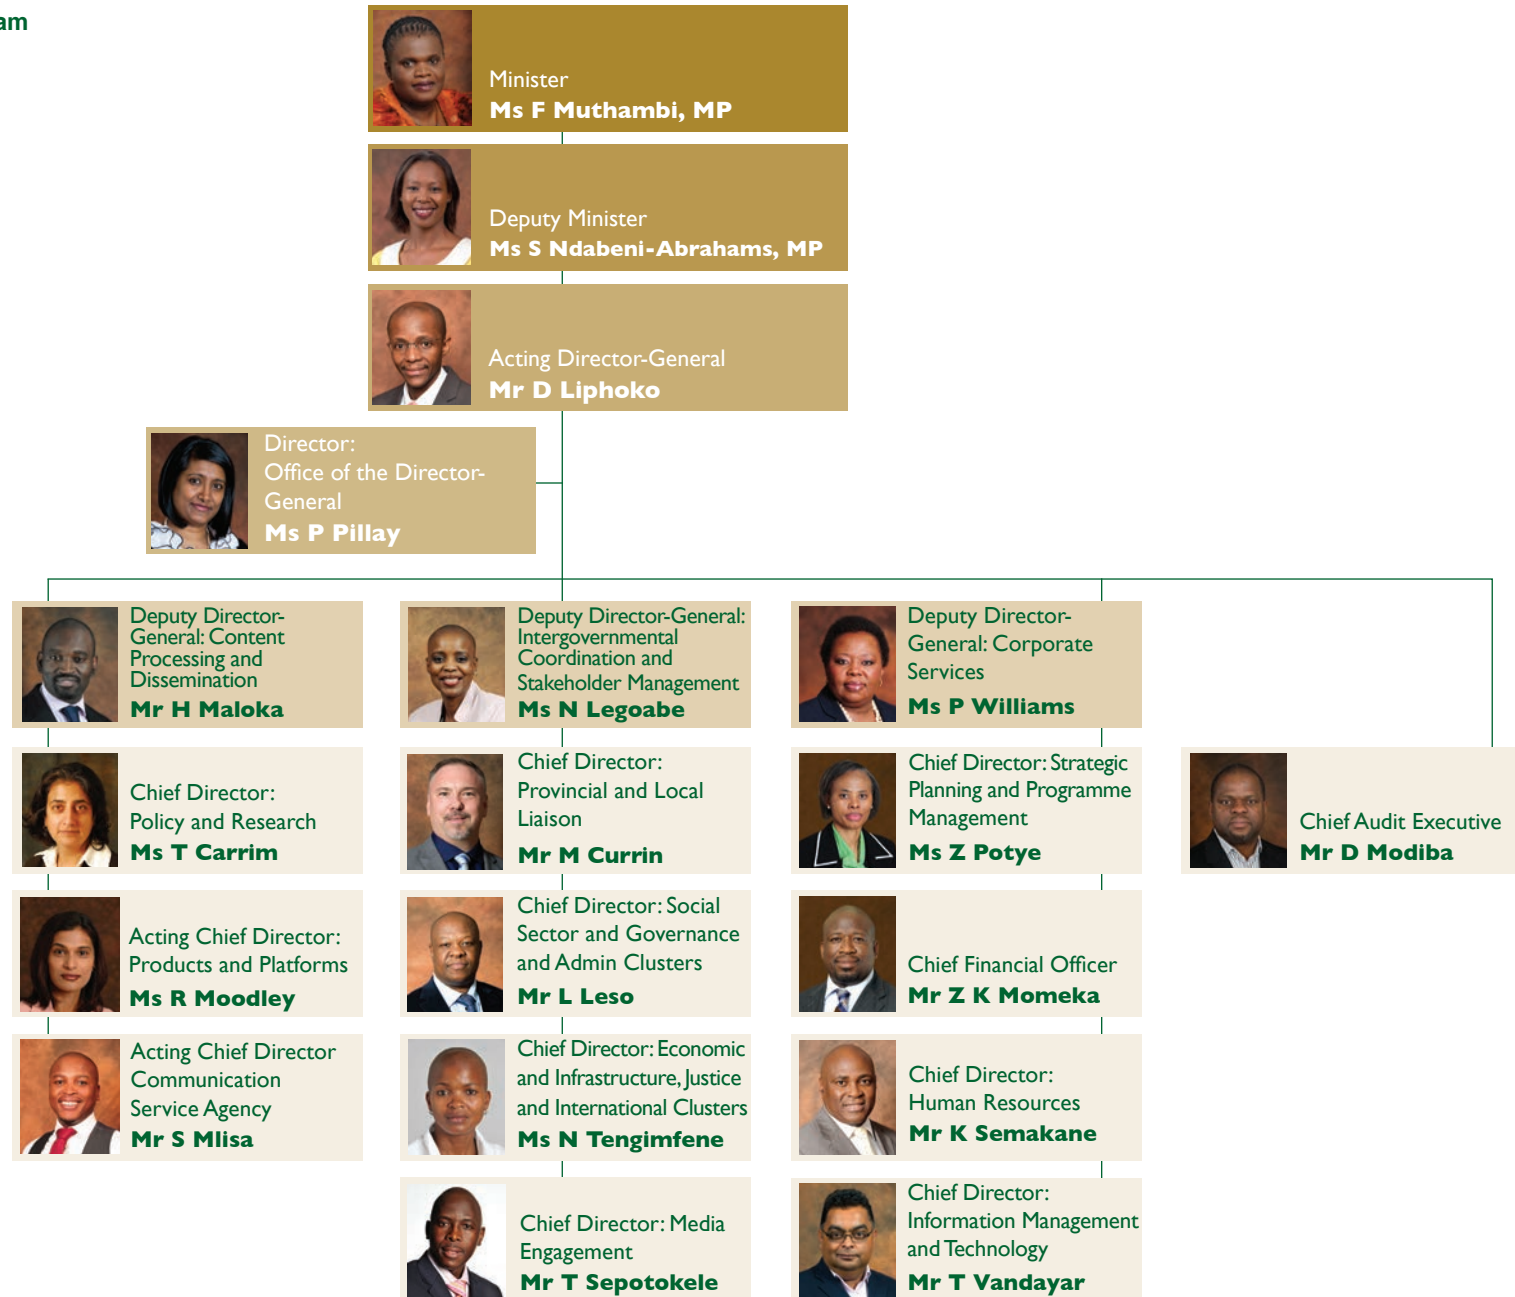 am
Minister
Ms F Muthambi, MP
Deputy Minister
Ms S Ndabeni-Abrahams, MP
Acting Director-General
Mr D Liphoko
Director:
Office of the Director-
General
Ms P Pillay
Deputy Director-
General: Content
Processing and
Dissemination
Mr H Maloka
Chief Director:
Policy and Research
Ms T Carrim
Acting Chief Director:
Products and Platforms
Ms R Moodley
Acting Chief Director
Communication
Service Agency
Mr S Mlisa
Deputy Director-General:
Intergovernmental
Coordination and
Stakeholder Management
Ms N Legoabe
Chief Director:
Provincial and Local
Liaison
Mr M Currin
Chief Director: Social
Sector and Governance
and Admin Clusters
Mr L Leso
Chief Director: Economic
and Infrastructure, Justice
and International Clusters
Ms N Tengimfene
Chief Director: Media
Engagement
Mr T Sepotokele
Deputy Director-
General: Corporate
Services
Ms P Williams
Chief Director: Strategic
Planning and Programme
Management
Ms Z Potye
Chief Financial Officer
Mr Z K Momeka
Chief Director:
Human Resources
Mr K Semakane
Chief Director:
Information Management
and Technology
Mr T Vandayar
Chief Audit Executive
Mr D Modiba